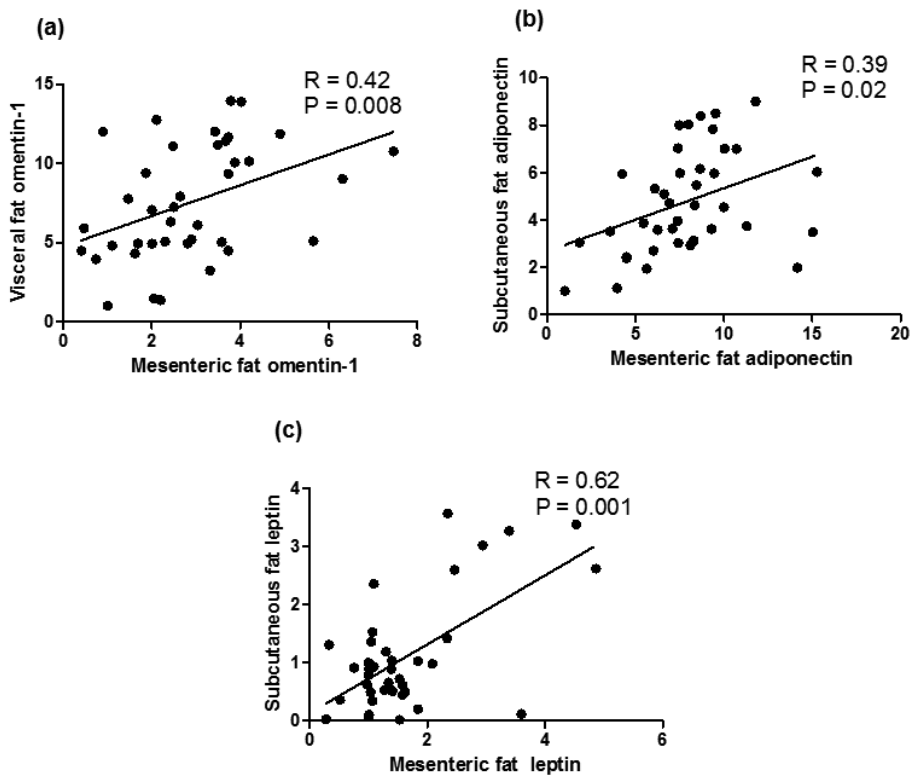 (a)
R = 0.42
P = 0.008
Visceral fat omentin-1
15
10
5
0
0 2 4 6 8
Mesenteric fat omentin-1
(b)
R = 0.39
P = 0.02
Subcutaneous fat adiponectin
10
8
6
4
2
0
0 5 10 15 20
Mesenteric fat adiponectin
(c)
R = 0.62
P = 0.001
Subcutaneous fat leptin
4
3
2
1
0
0 2 4 6
Mesenteric fat leptin